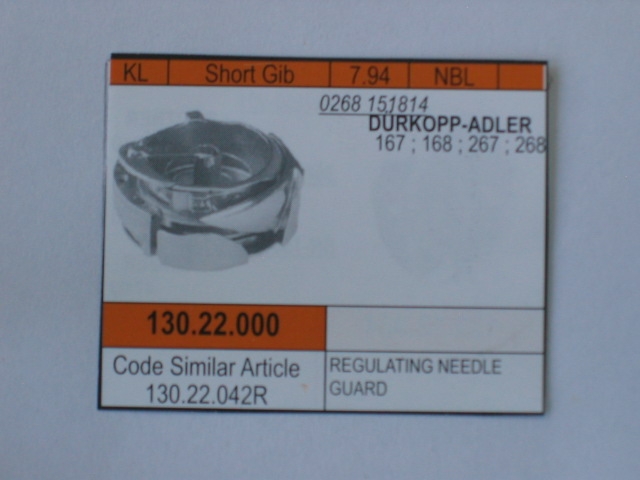 KL Short Gib 7.94 NBL
0268 151814
DÜRKOPP-ADLER
167 ; 168 ; 267 ; 268
130.22.000
Code Similar Article
130.22.042R
REGULATING NEEDLE
GUARD